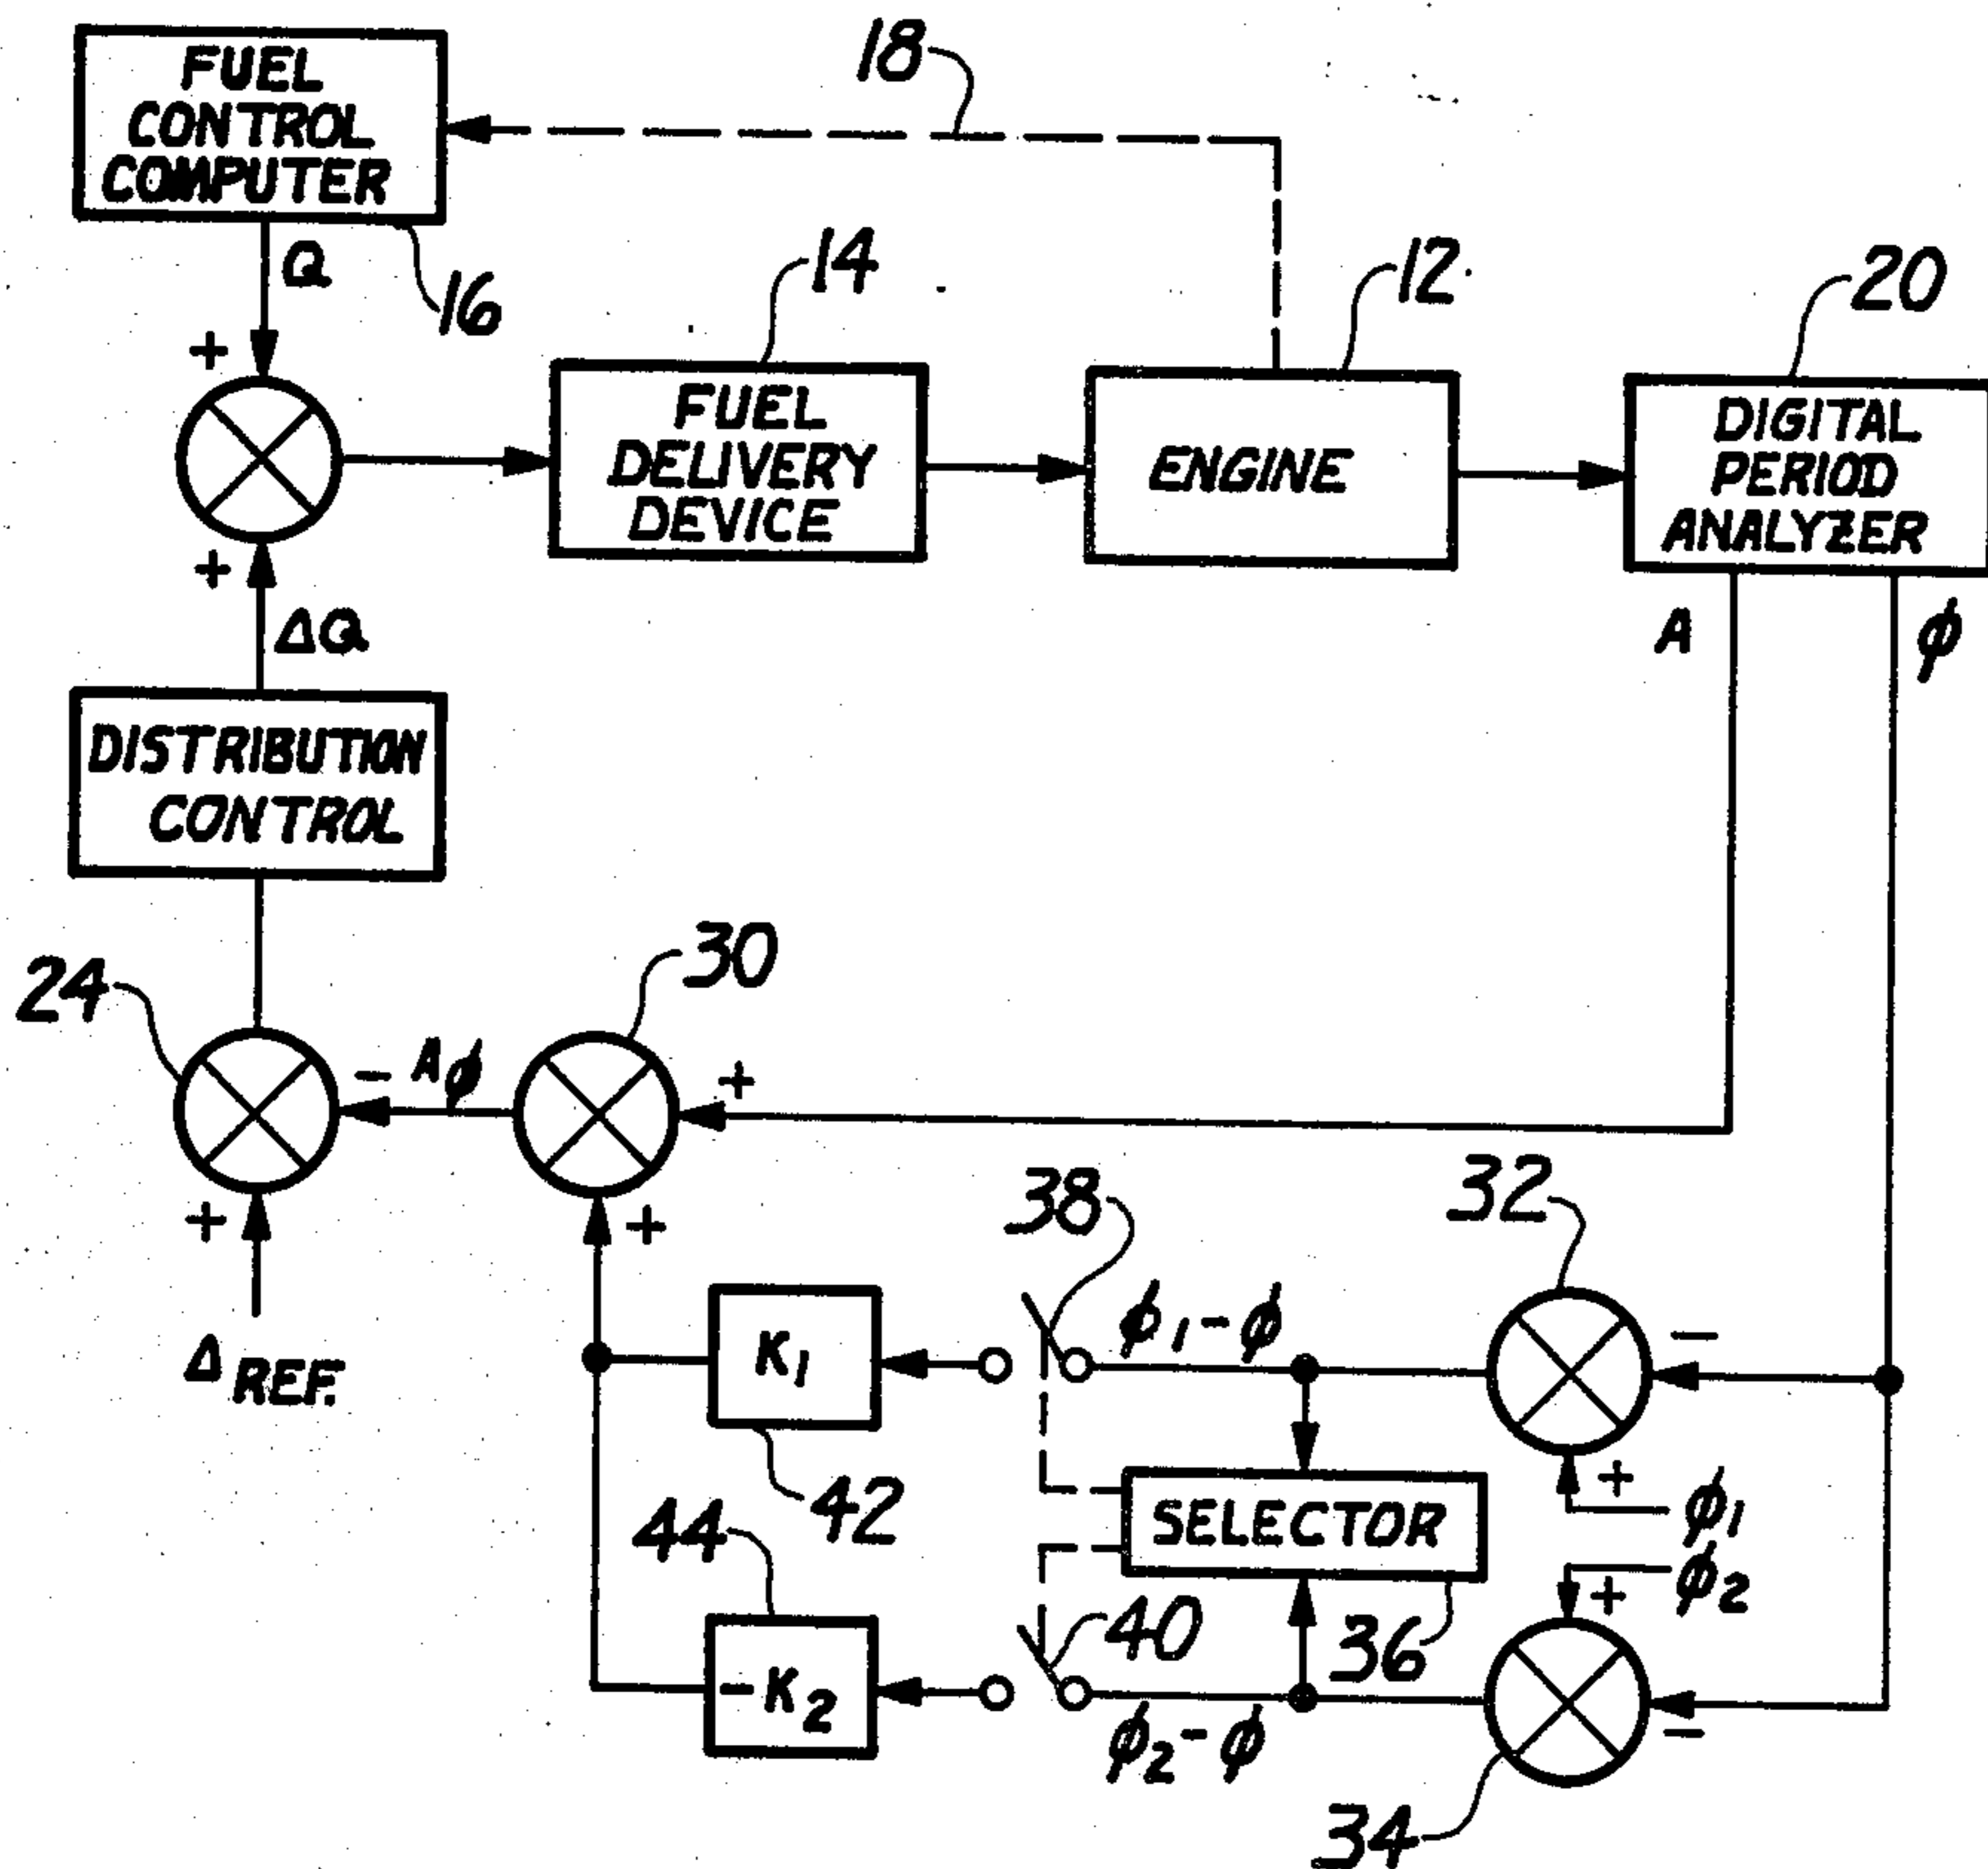 18
FUEL
CONTROL
COMPUTER
Q
16
14
12
20
+
FUEL
DELIVERY
DEVICE
ENGINE
DIGITAL
PERIOD
ANALYZER
+
ΔQ
A
ϕ
DISTRIBUTION
CONTROL
24
30
- Aϕ
+
32
38
+
+
ΔREF.
K1
ϕ1-ϕ
-
42
SELECTOR
+
ϕ1
44
+
ϕ2
40
36
-K2
ϕ2-ϕ
-
34